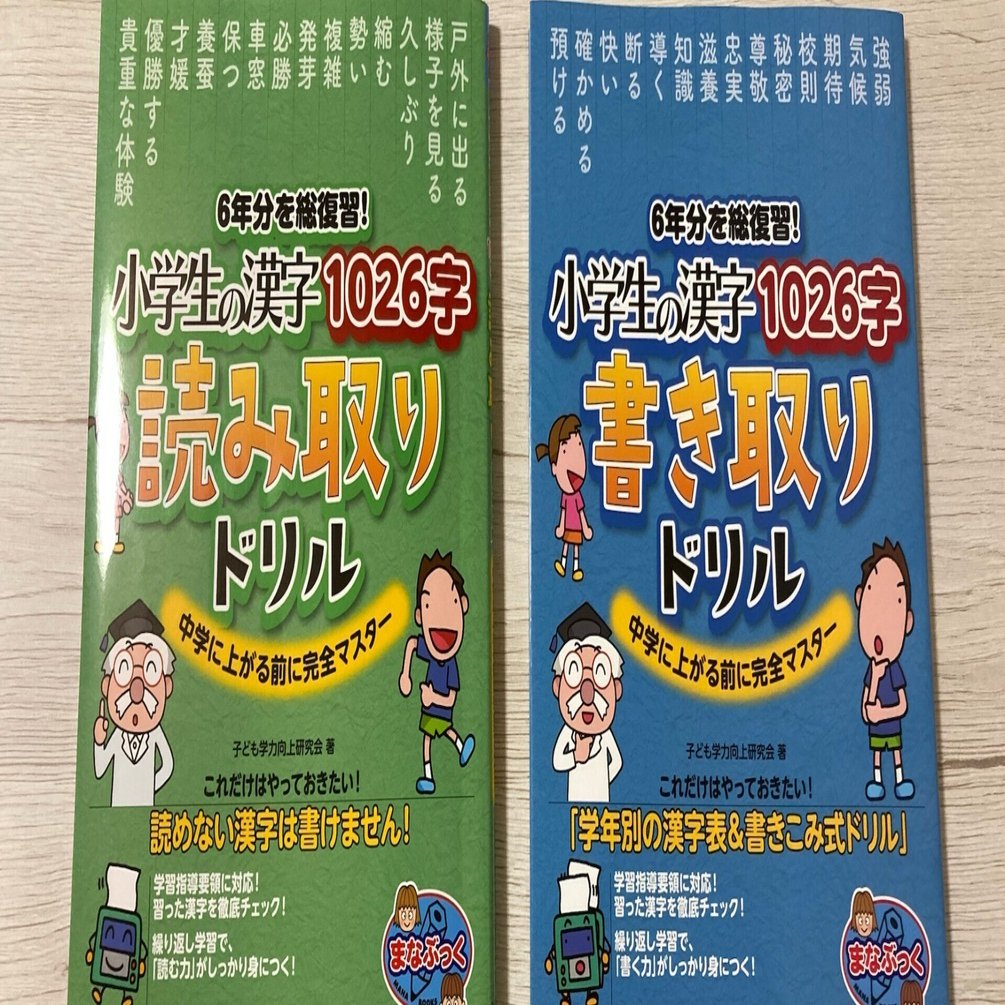 戸外に出る
様子を見る
久しぶり
縮む
勢い
複雑
発芽
必勝
車窓
保つ
養蚕
才媛
優勝する
貴重な体験
6年分を総復習!
小学生の漢字1026字
読み取り
ドリル
中学に上がる前に完全マスター
子ども学力向上研究会 著
これだけはやっておきたい!
読めない漢字は書けません!
学習指導要領に対応!
習った漢字を徹底チェック!
繰り返し学習で、
「読む力」がしっかり身につく!
まなぶっく
MANA BOOKS
強弱
気候
期待
校則
秘密
尊敬
忠実
滋養
知識
導く
断る
快い
確かめる
預ける
6年分を総復習!
小学生の漢字1026字
書き取り
ドリル
中学に上がる前に完全マスター
子ども学力向上研究会 著
これだけはやっておきたい!
「学年別の漢字表&書きこみ式ドリル」
学習指導要領に対応!
習った漢字を徹底チェック!
繰り返し学習で、
「書く力」がしっかり身につく!
まなぶっく